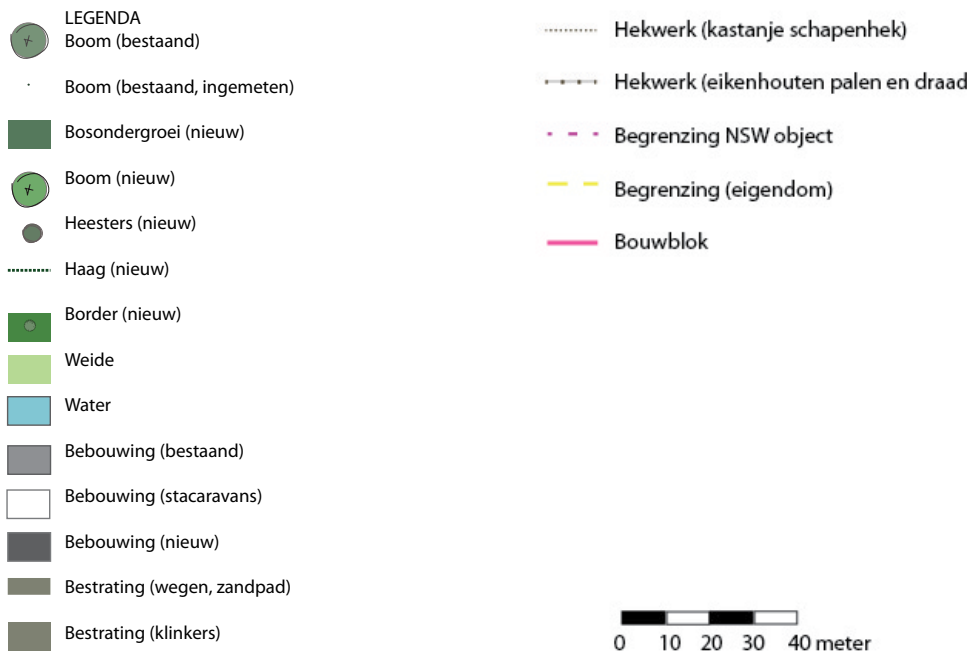 LEGENDA
Boom (bestaand)
Boom (bestaand, ingemeten)
Bosondergroei (nieuw)
Boom (nieuw)
Heesters (nieuw)
Haag (nieuw)
Border (nieuw)
Weide
Water
Bebouwing (bestaand)
Bebouwing (stacaravans)
Bebouwing (nieuw)
Bestrating (wegen, zandpad)
Bestrating (klinkers)
Hekwerk (kastanje schapenhek)
Hekwerk (eikenhouten palen en draad
Begrenzing NSW object
Begrenzing (eigendom)
Bouwblok
0 10 20 30 40 meter